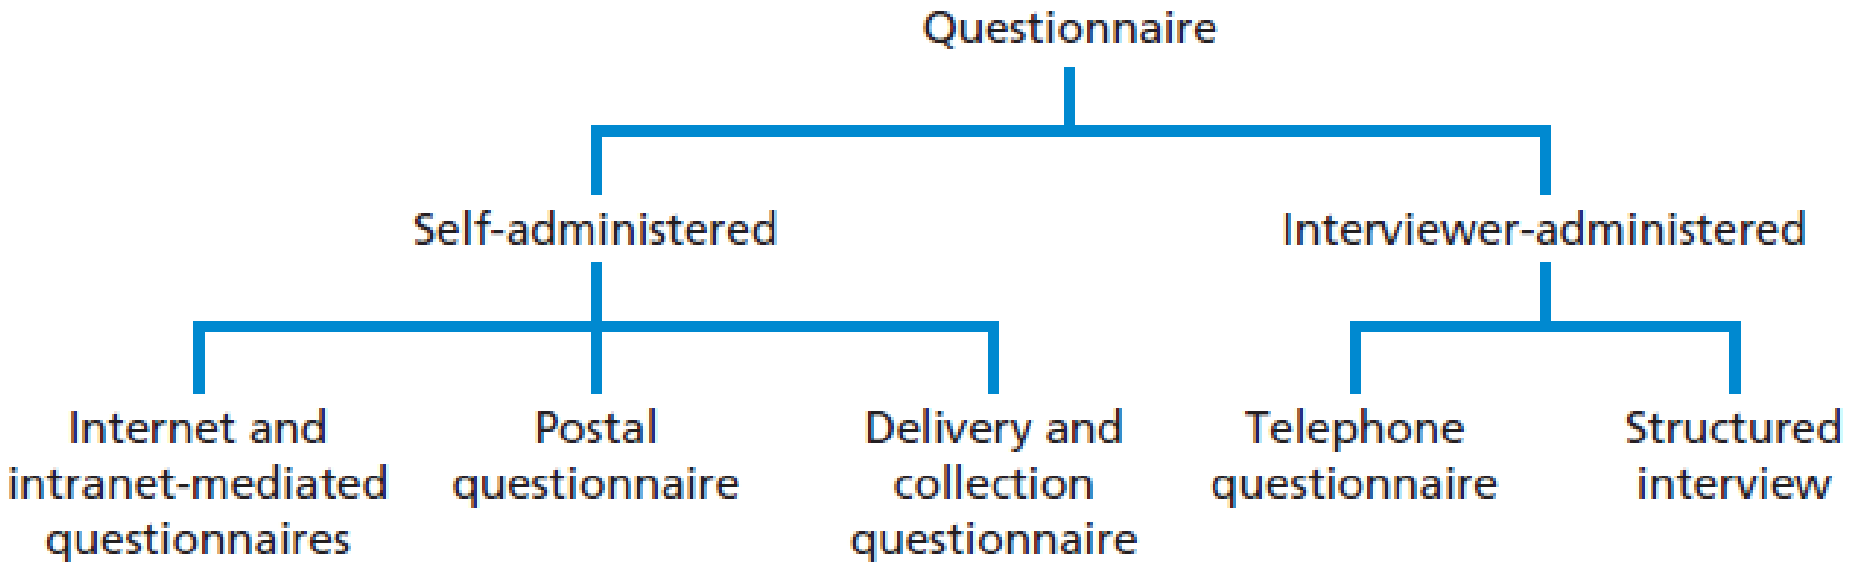 Questionnaire
Self-administered
Interviewer-administered
Internet and
intranet-mediated
questionnaires
Postal
questionnaire
Delivery and
collection
questionnaire
Telephone
questionnaire
Structured
interview